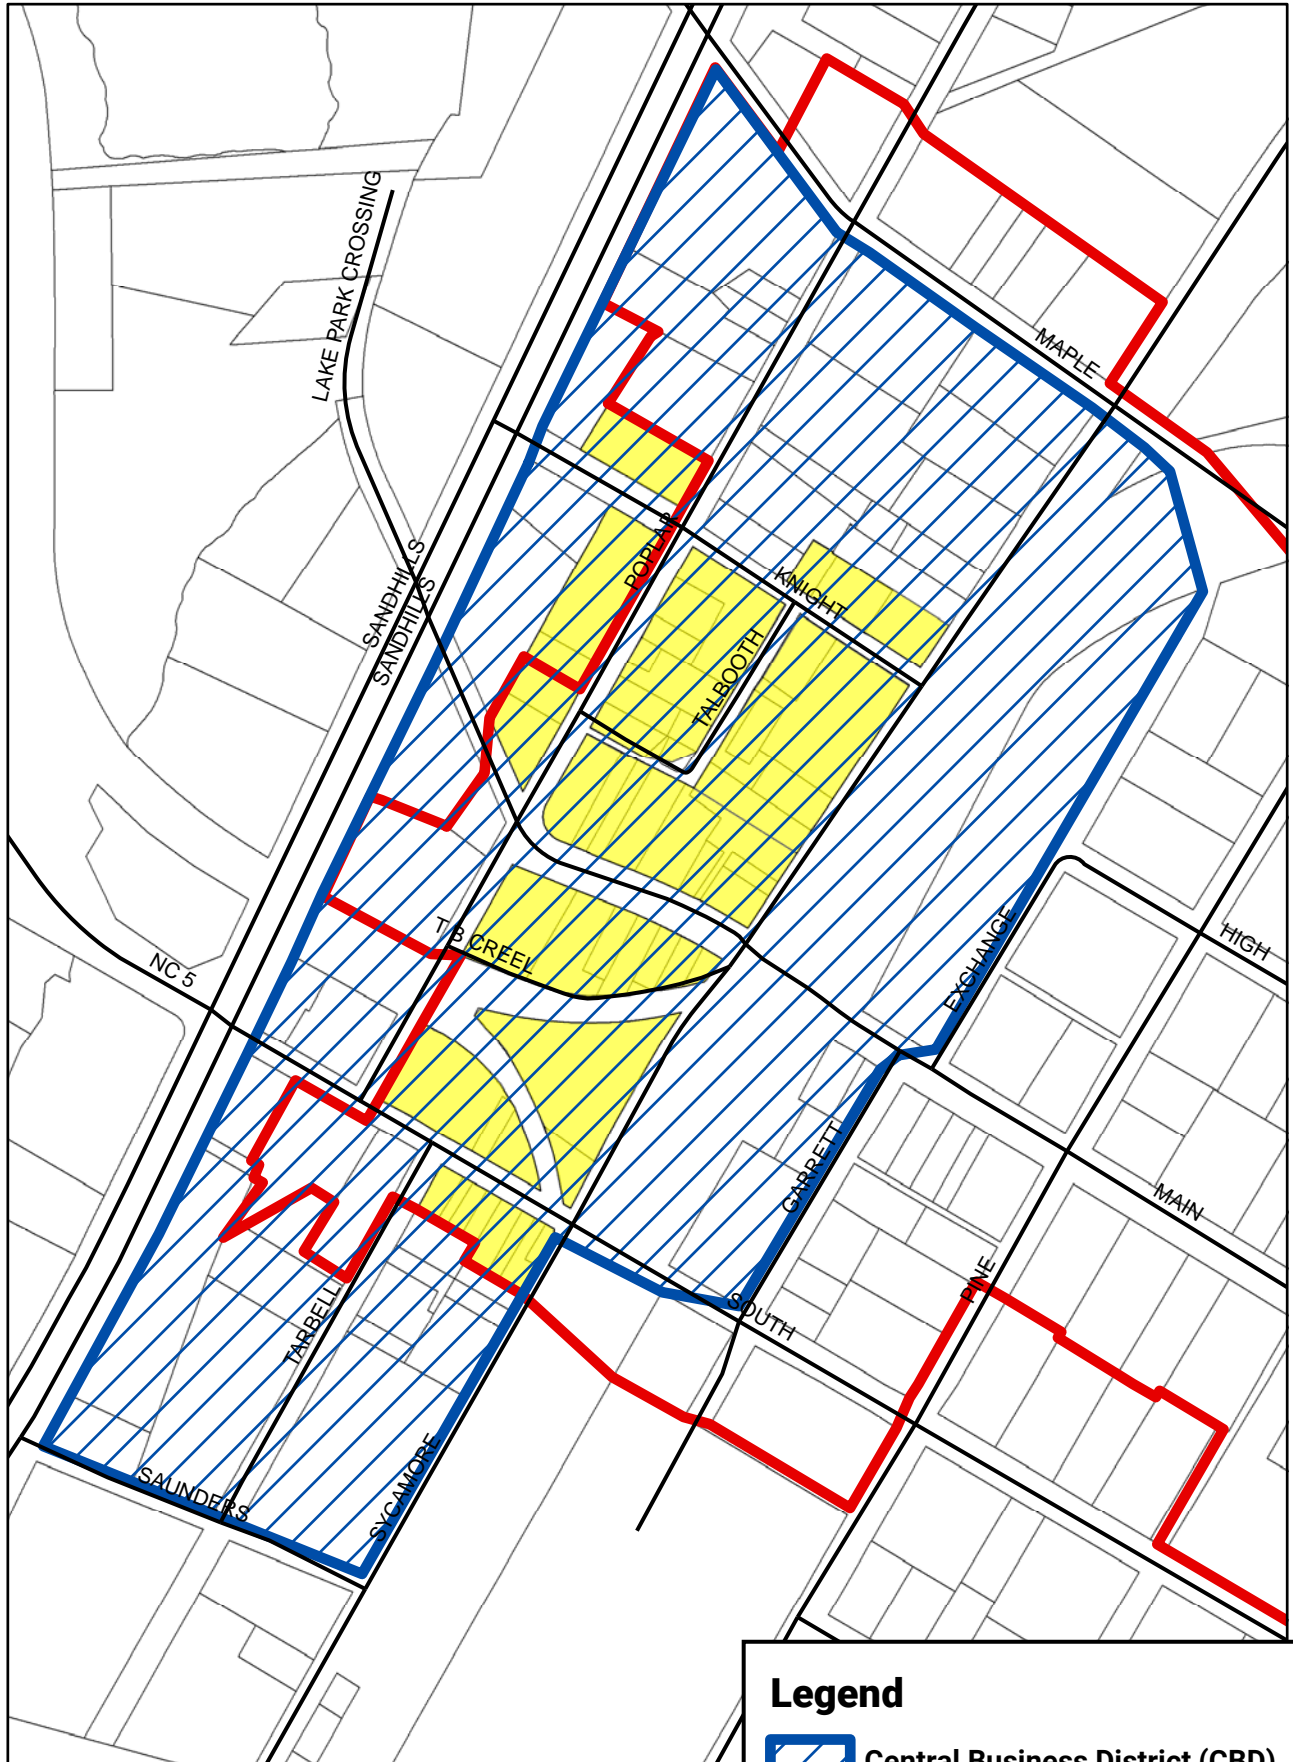 MAPLE
LAKE PARK CROSSING
SANDHILLS
SANDHILLS
POPLAR
KNIGHT
TALBOOTH
T B CREEL
NC 5
EXCHANGE
HIGH
GARRETT
MAIN
PINE
SOUTH
TARBELL
SYCAMORE
SAUNDERS
Legend
Central Business District (CBD)